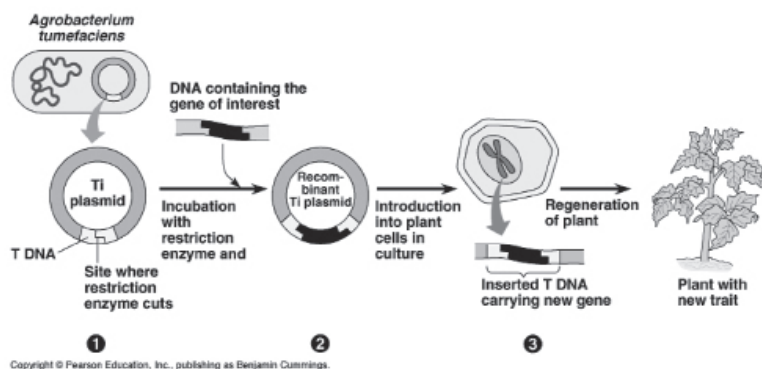 Agrobacterium
tumefaciens
DNA containing the
gene of interest
Ti
plasmid
T DNA
Site where
restriction
enzyme cuts
Incubation
with
restriction
enzyme and
Recom-
binant
Ti plasmid
Introduction
into plant
cells in
culture
Inserted T DNA
carrying new gene
Regeneration
of plant
Plant with
new trait
1
2
3
Copyright © Pearson Education, Inc., publishing as Benjamin Cummings.